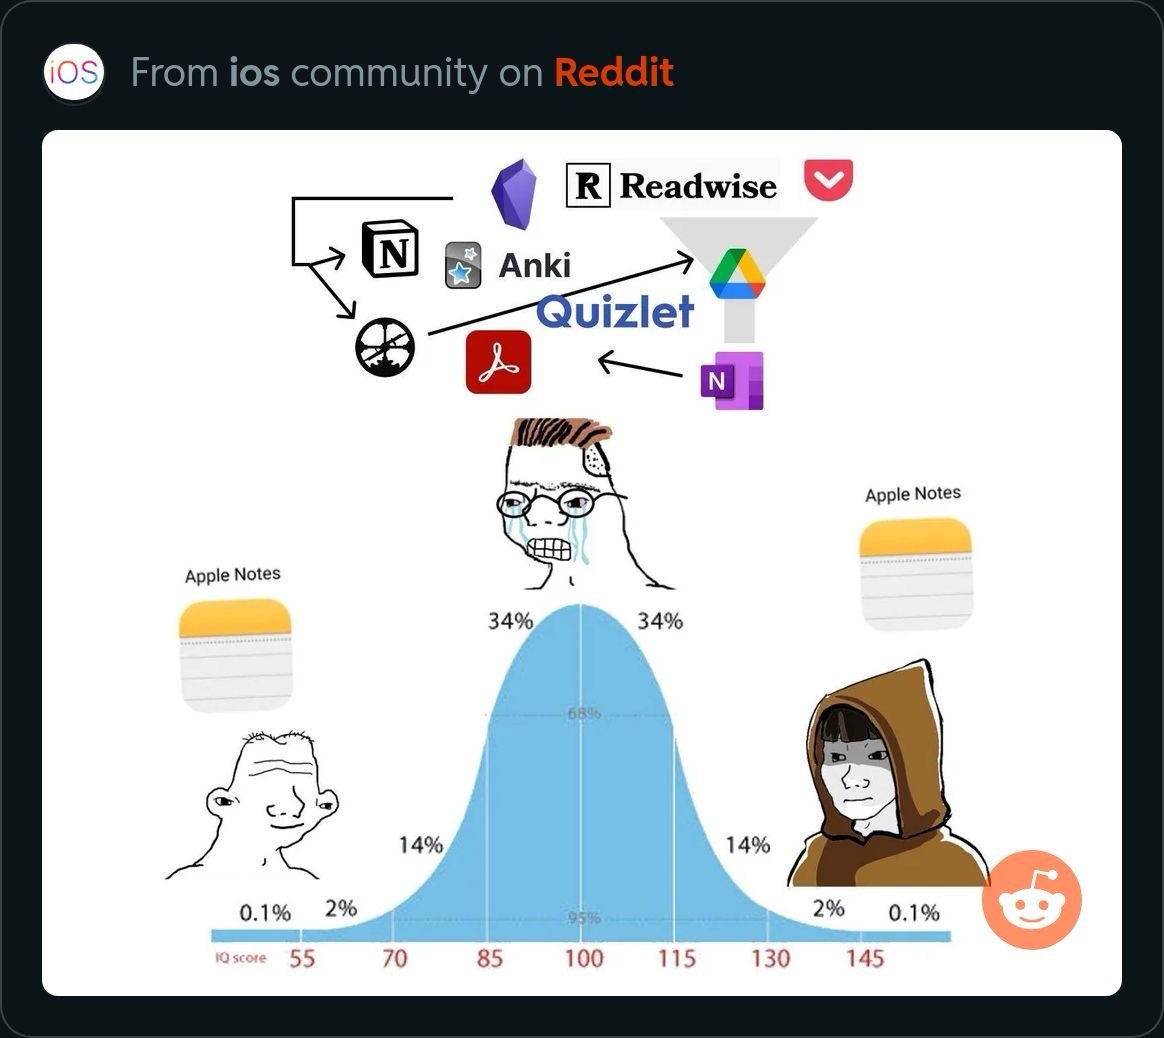 iOS From ios community on Reddit
R Readwise
N
Anki
Quizlet
N
Apple Notes
Apple Notes
34% 34%
68%
14% 14%
0.1% 2% 95% 2% 0.1%
IQ score 55 70 85 100 115 130 145